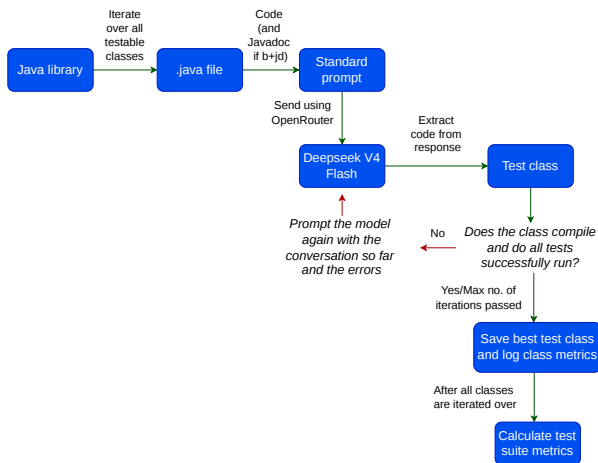 Iterate
over all
testable
classes
Code
(and
Javadoc
if b+jd)
Java library
.java file
Standard
prompt
Send using
OpenRouter
Extract
code from
response
Deepseek V4
Flash
Test class
Prompt the model
again with the
conversation so far
and the errors
No
Does the class compile
and do all tests
successfully run?
Yes/Max no. of
iterations passed
Save best test class
and log class metrics
After all classes
are iterated over
Calculate test
suite metrics